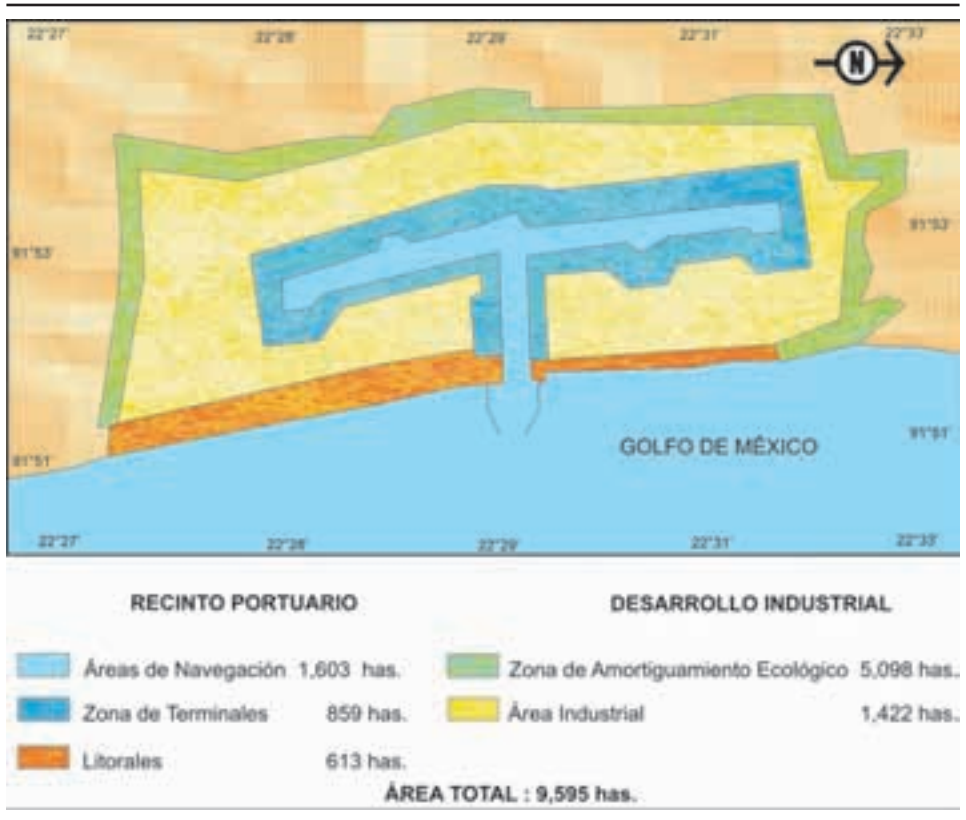 22°27' 22°28' 22°29' 22°31' 22°33'
N
91°53' 91°53'
GOLFO DE MÉXICO
91°51' 91°51'
22°27' 22°28' 22°29' 22°31' 22°33'
RECINTO PORTUARIO
DESARROLLO INDUSTRIAL
Áreas de Navegación 1,603 has.
Zona de Amortiguamiento Ecológico 5,098 has.
Zona de Terminales 859 has.
Área Industrial 1,422 has.
Litorales 613 has.
ÁREA TOTAL : 9,595 has.